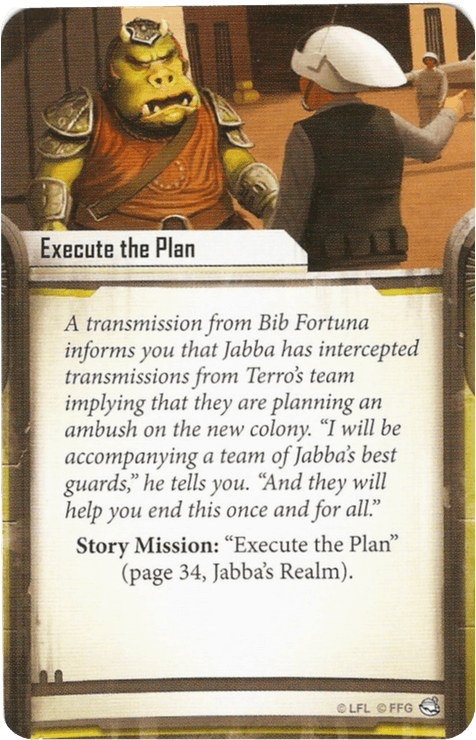 Execute the Plan
A transmission from Bib Fortuna
informs you that Jabba has intercepted
transmissions from Terro’s team
implying that they are planning an
ambush on the new colony. “I will be
accompanying a team of Jabba’s best
guards,” he tells you. “And they will
help you end this once and for all.”
Story Mission: “Execute the Plan”
(page 34, Jabba’s Realm).
© LFL © FFG